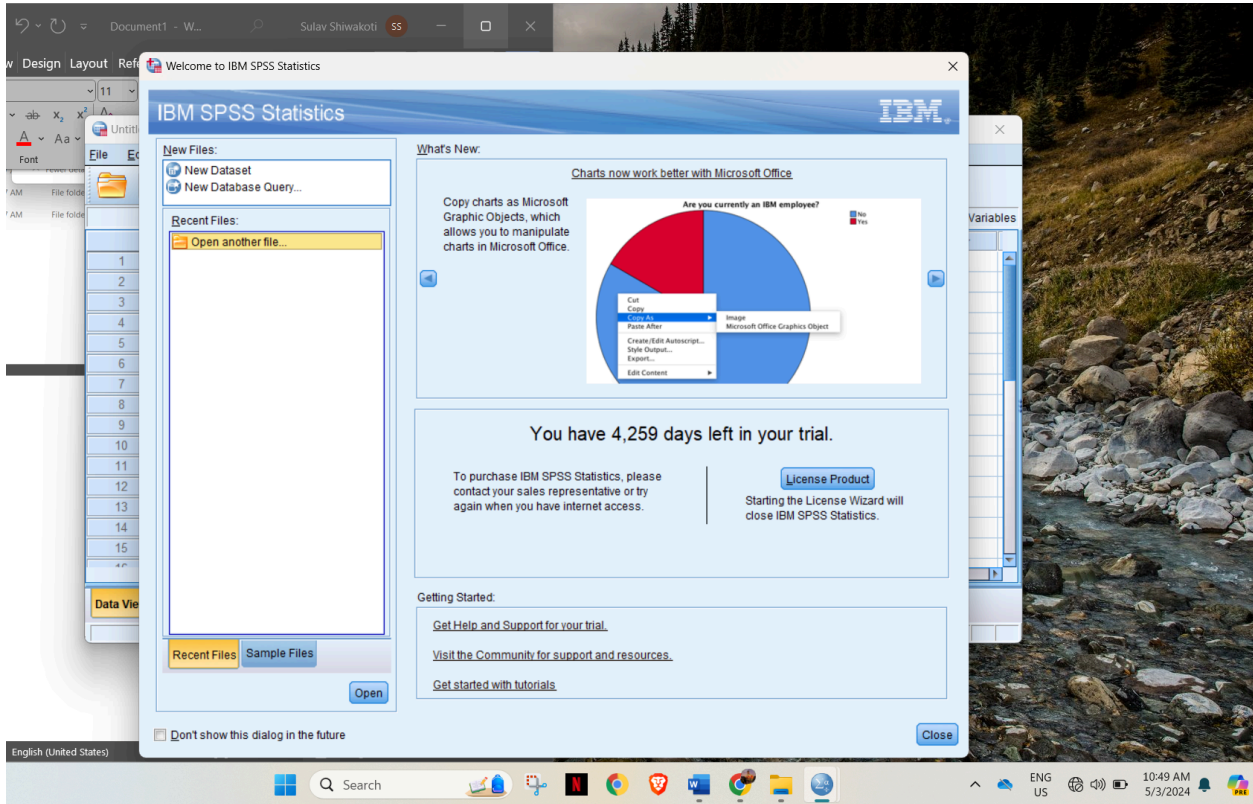 Document1 - W...
Sulav Shiwakoti
SS
w Design Layout Refe
11
ab x₂ x²
A Aa
Font
AM File folde
AM File folde
Untitl
File Ed
Variables
Welcome to IBM SPSS Statistics
IBM SPSS Statistics
IBM
New Files:
New Dataset
New Database Query...
Recent Files:
Open another file...
1
2
3
4
5
6
7
8
9
10
11
12
13
14
15
Data Vie
Recent Files
Sample Files
Open
What's New:
Charts now work better with Microsoft Office
Copy charts as Microsoft
Graphic Objects, which
allows you to manipulate
charts in Microsoft Office.
Are you currently an IBM employee?
No
Yes
Cut
Copy
Copy As
Paste After
Create/Edit Autoscript...
Style Output...
Export...
Edit Content
Image
Microsoft Office Graphics Object
You have 4,259 days left in your trial.
To purchase IBM SPSS Statistics, please
contact your sales representative or try
again when you have internet access.
License Product
Starting the License Wizard will
close IBM SPSS Statistics.
Getting Started:
Get Help and Support for your trial.
Visit the Community for support and resources.
Get started with tutorials
Don't show this dialog in the future
Close
English (United States)
Search
ENG
US
10:49 AM
5/3/2024
PRE